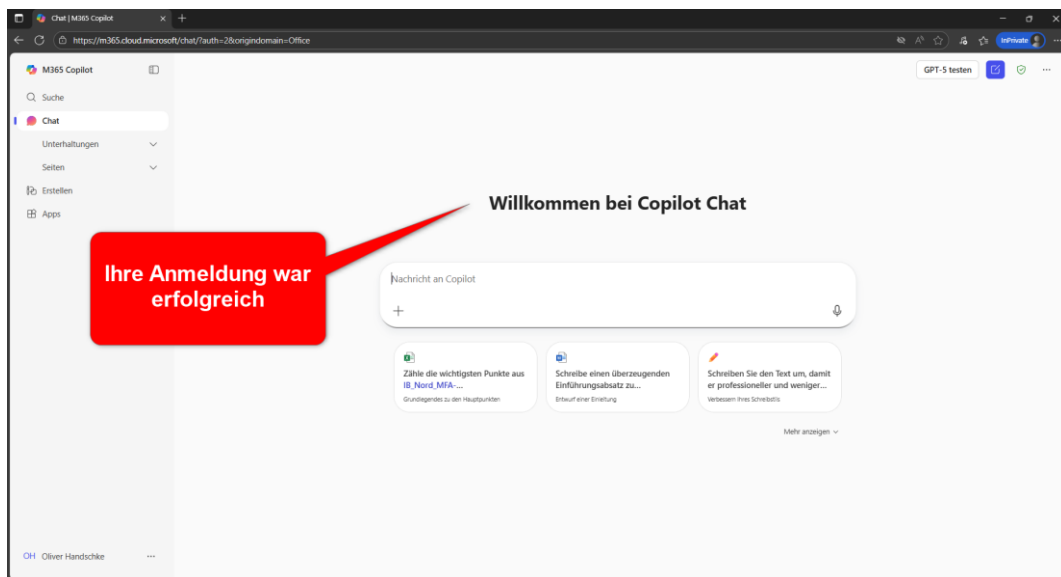 Chat | M365 Copilot
https://m365.cloud.microsoft/chat/?auth=2&origindomain=Office
InPrivate
M365 Copilot
GPT-5 testen
Suche
Chat
Unterhaltungen
Seiten
Erstellen
Apps
Willkommen bei Copilot Chat
Ihre Anmeldung war
erfolgreich
Nachricht an Copilot
Zähle die wichtigsten Punkte aus
IB_Nord_MFA-...
Grundlegendes zu den Hauptpunkten
Schreibe einen überzeugenden
Einführungsabsatz zu...
Entwurf einer Einleitung
Schreiben Sie den Text um, damit
er professioneller und weniger...
Verbessern Ihres Schreibstils
Mehr anzeigen
OH Oliver Handschke